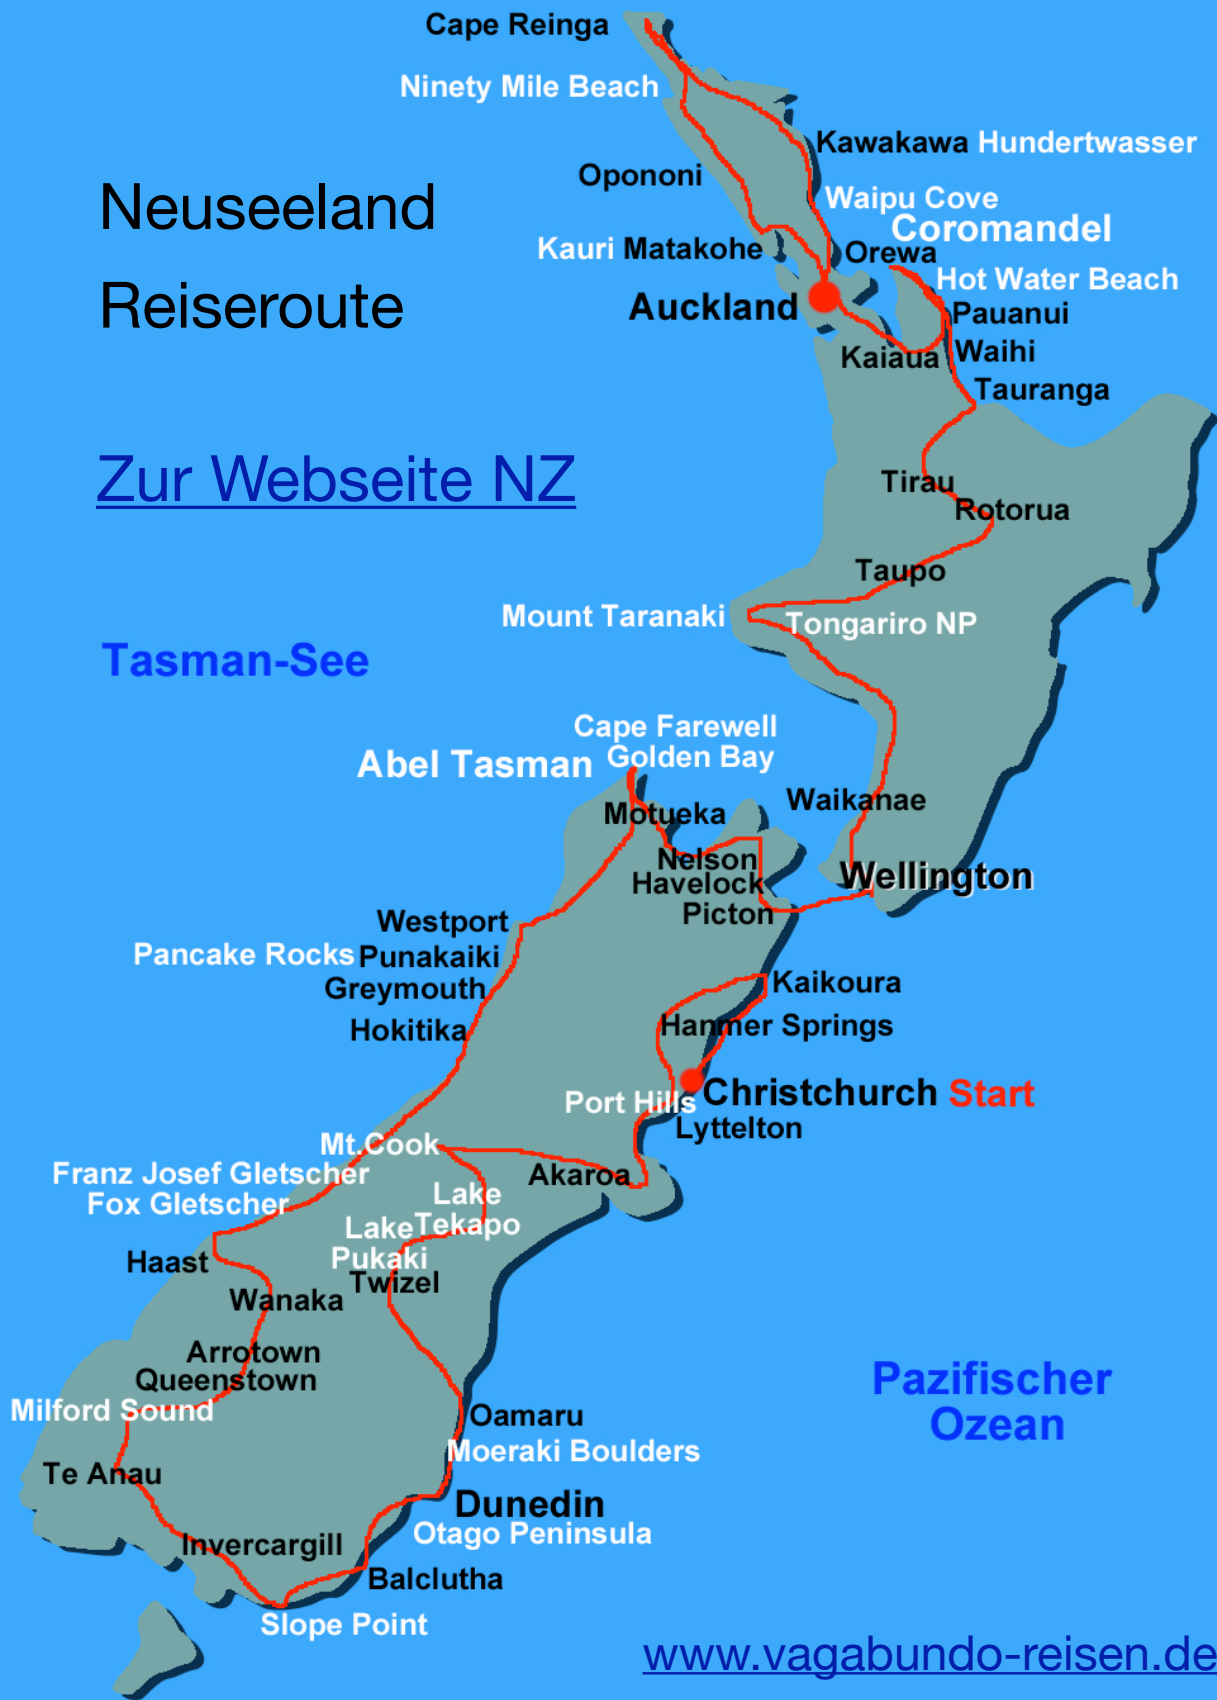 Cape Reinga
Ninety Mile Beach
Kawakawa Hundertwasser
Opononi
Waipu Cove
Neuseeland
Coromandel
Kauri Matakohe
Orewa
Hot Water Beach
Reiseroute
Auckland
Pauanui
Kaiaua
Waihi
Tauranga
Zur Webseite NZ
Tirau
Rotorua
Taupo
Mount Taranaki
Tongariro NP
Tasman-See
Cape Farewell
Golden Bay
Abel Tasman
Waikanae
Motueka
Nelson
Havelock
Wellington
Picton
Westport
Pancake Rocks Punakaiki
Greymouth
Kaikoura
Hokitika
Hanmer Springs
Christchurch Start
Port Hills
Lyttelton
Mt.Cook
Franz Josef Gletscher
Akaroa
Fox Gletscher
Lake
Tekapo
Lake
Pukaki
Haast
Twizel
Wanaka
Arrotown
Queenstown
Pazifischer
Ozean
Milford Sound
Oamaru
Moeraki Boulders
Te Anau
Dunedin
Otago Peninsula
Invercargill
Balclutha
Slope Point
www.vagabundo-reisen.de